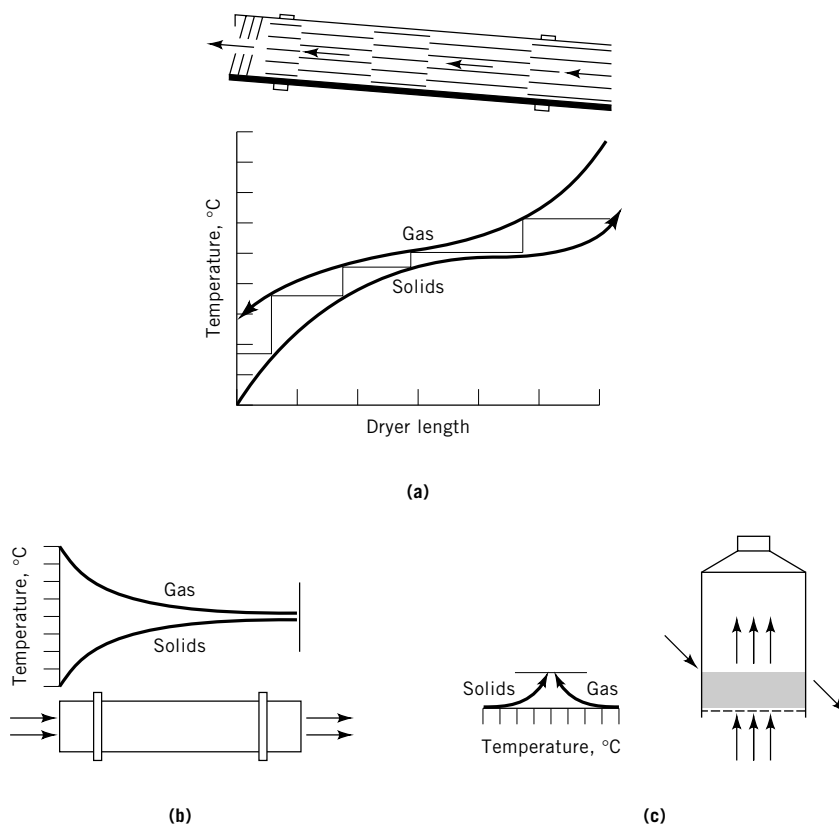 Temperature, °C
Gas
Solids
Dryer length
(a)
Temperature, °C
Gas
Solids
(b)
Solids
Gas
Temperature, °C
(c)